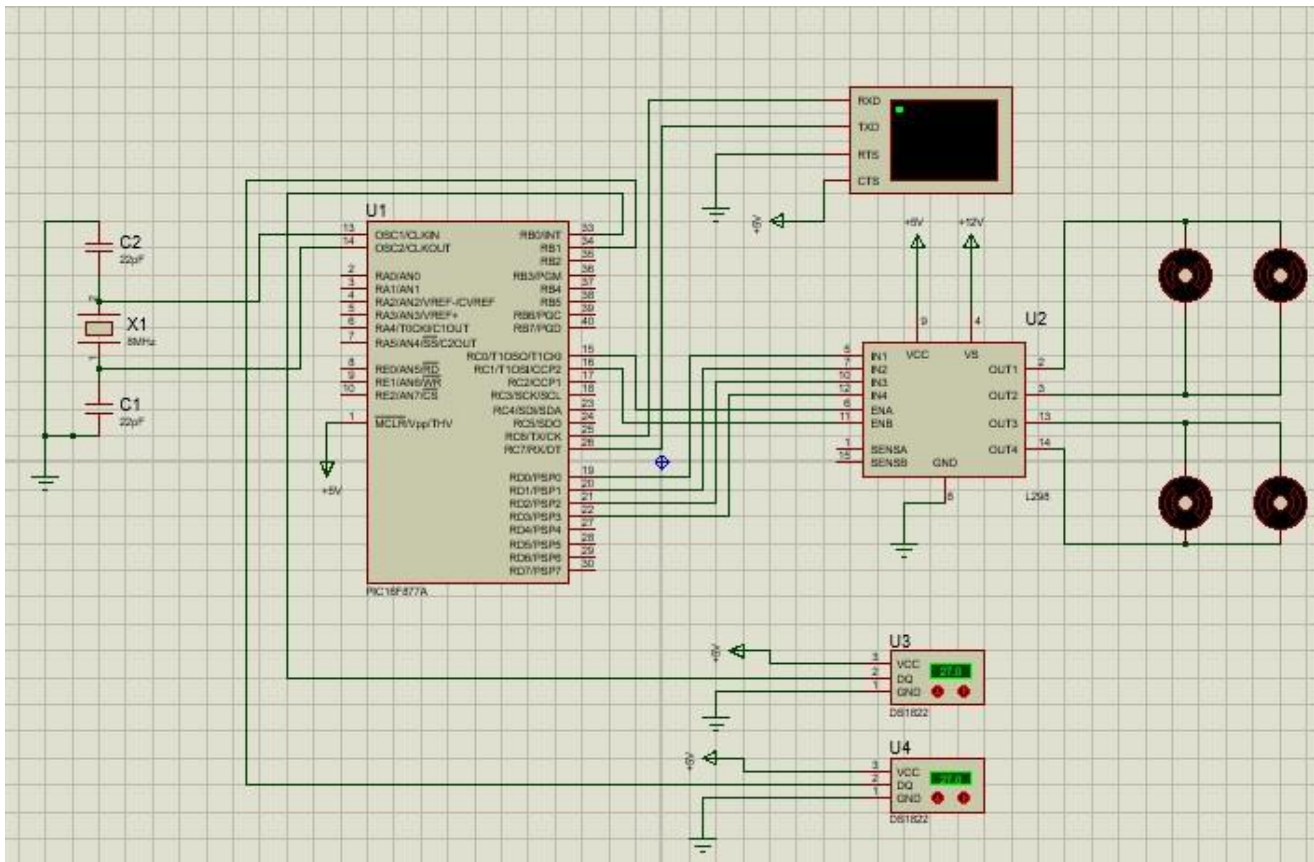 C2
22pF
2
X1
8MHz
1
C1
22pF
+5V
U1
13 OSC1/CLKIN
14 OSC2/CLKOUT
2 RA0/AN0
3 RA1/AN1
4 RA2/AN2/VREF-/CVREF
5 RA3/AN3/VREF+
6 RA4/T0CKI/C1OUT
7 RA5/AN4/SS/C2OUT
8 RE0/AN5/RD
9 RE1/AN6/WR
10 RE2/AN7/CS
1 MCLR/Vpp/THV
RB0/INT 33
RB1 34
RB2 35
RB3/PGM 36
RB4 37
RB5 38
RB6/PGC 39
RB7/PGD 40
RC0/T1OSO/T1CKI 15
RC1/T1OSI/CCP2 16
RC2/CCP1 17
RC3/SCK/SCL 18
RC4/SDI/SDA 23
RC5/SDO 24
RC6/TX/CK 25
RC7/RX/DT 26
RD0/PSP0 19
RD1/PSP1 20
RD2/PSP2 21
RD3/PSP3 22
RD4/PSP4 27
RD5/PSP5 28
RD6/PSP6 29
RD7/PSP7 30
PIC16F877A
RXD
TXD
RTS
CTS
+5V
+5V
+12V
U2
9
4
VCC
VS
5 IN1
7 IN2
10 IN3
12 IN4
6 ENA
11 ENB
1 SENSA
15 SENSB
GND
8
OUT1 2
OUT2 3
OUT3 13
OUT4 14
L298
U3
+5V
3 VCC
2 DQ
1 GND
27.0
DS1822
U4
+5V
3 VCC
2 DQ
1 GND
27.0
DS1822